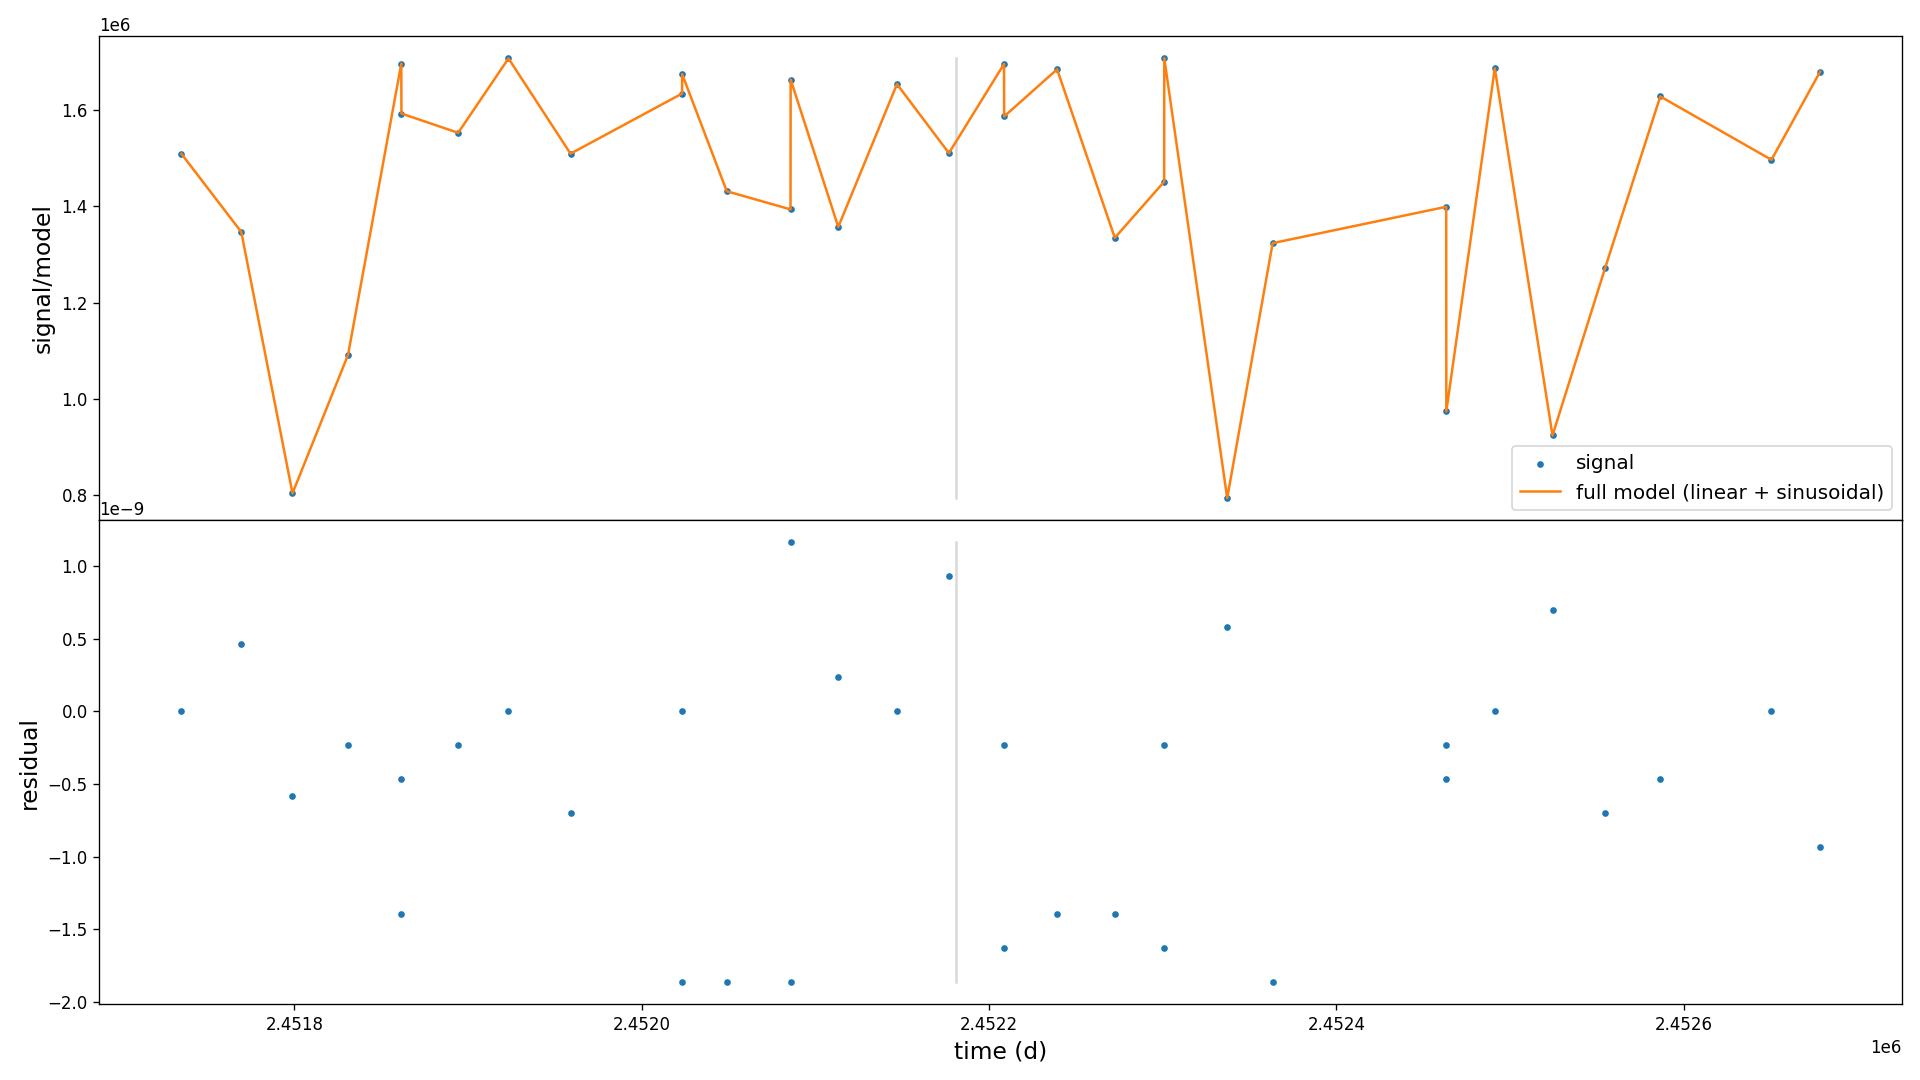 1e6
1.6
1.4
1.2
1.0
0.8
signal/model
signal
full model (linear + sinusoidal)
1e−9
1.0
0.5
0.0
−0.5
−1.0
−1.5
−2.0
residual
2.4518
2.4520
2.4522
2.4524
2.4526
time (d)
1e6